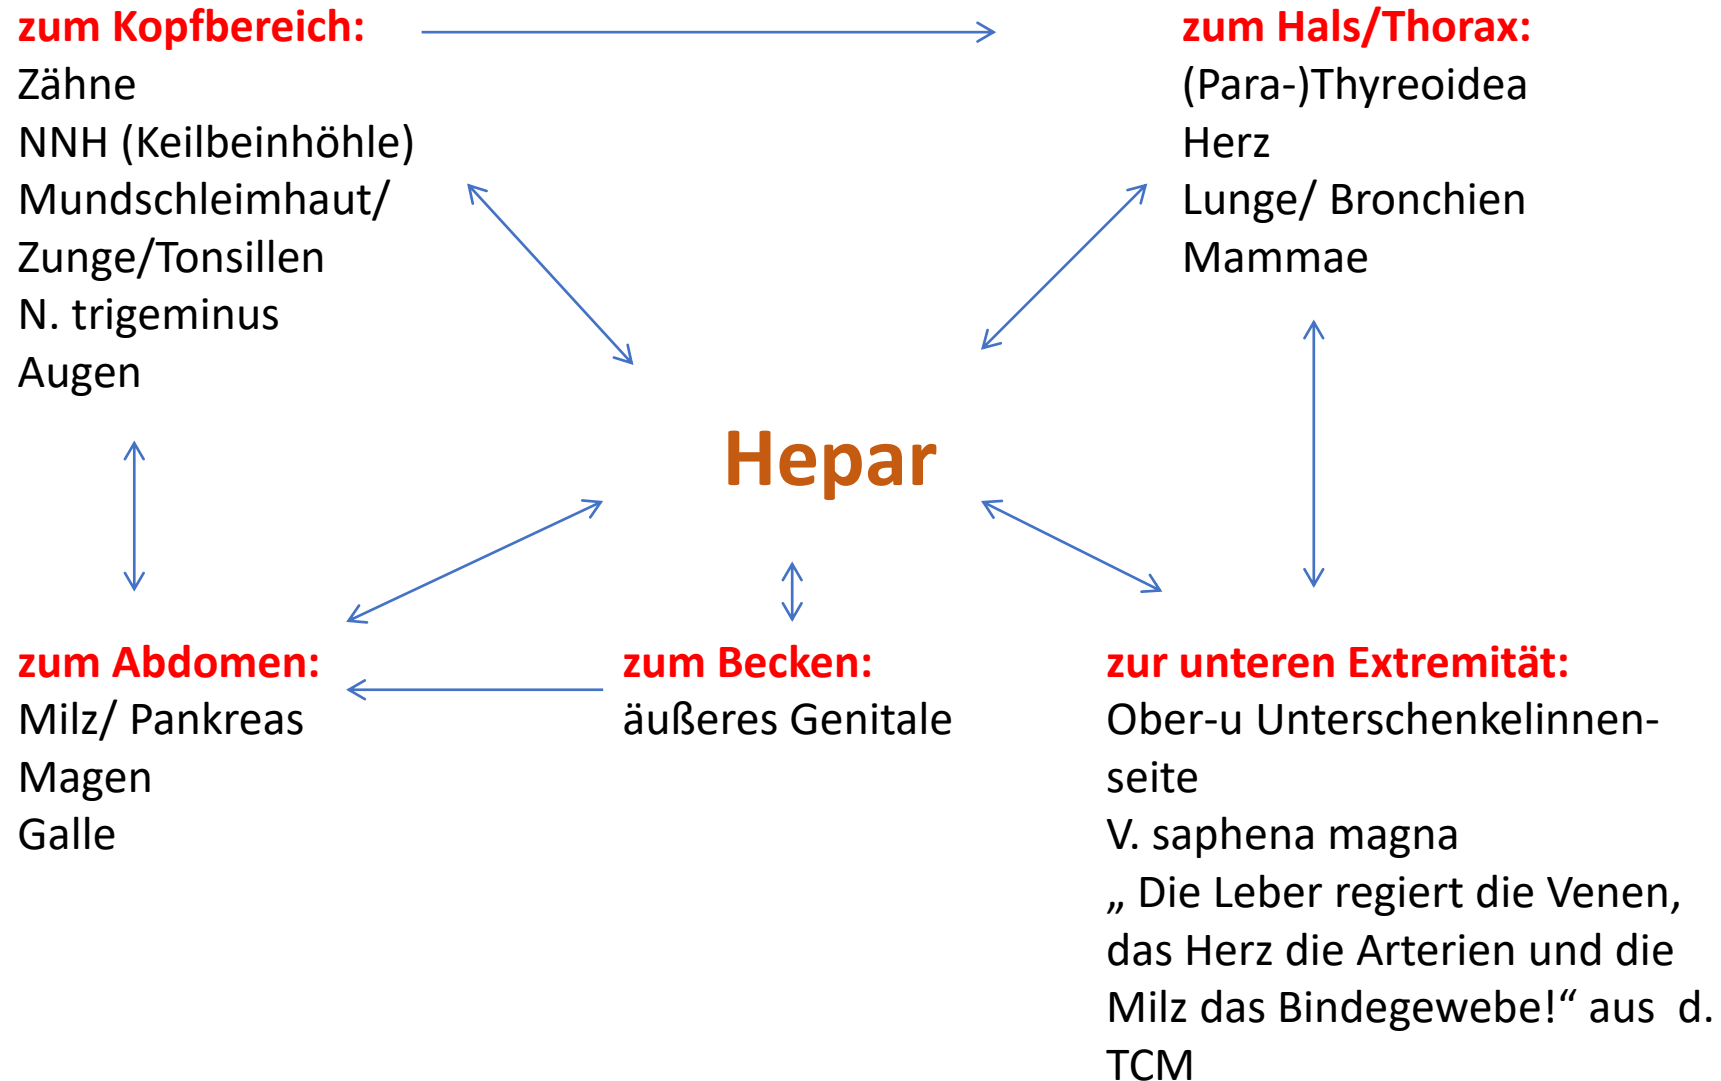 zum Kopfbereich:
Zähne
NNH (Keilbeinhöhle)
Mundschleimhaut/
Zunge/Tonsillen
N. trigeminus
Augen
zum Hals/Thorax:
(Para-)Thyreoidea
Herz
Lunge/ Bronchien
Mammae
Hepar
zum Abdomen:
Milz/ Pankreas
Magen
Galle
zum Becken:
äußeres Genitale
zur unteren Extremität:
Ober-u Unterschenkelinnen-
seite
V. saphena magna
„ Die Leber regiert die Venen,
das Herz die Arterien und die
Milz das Bindegewebe!“ aus  d.
TCM